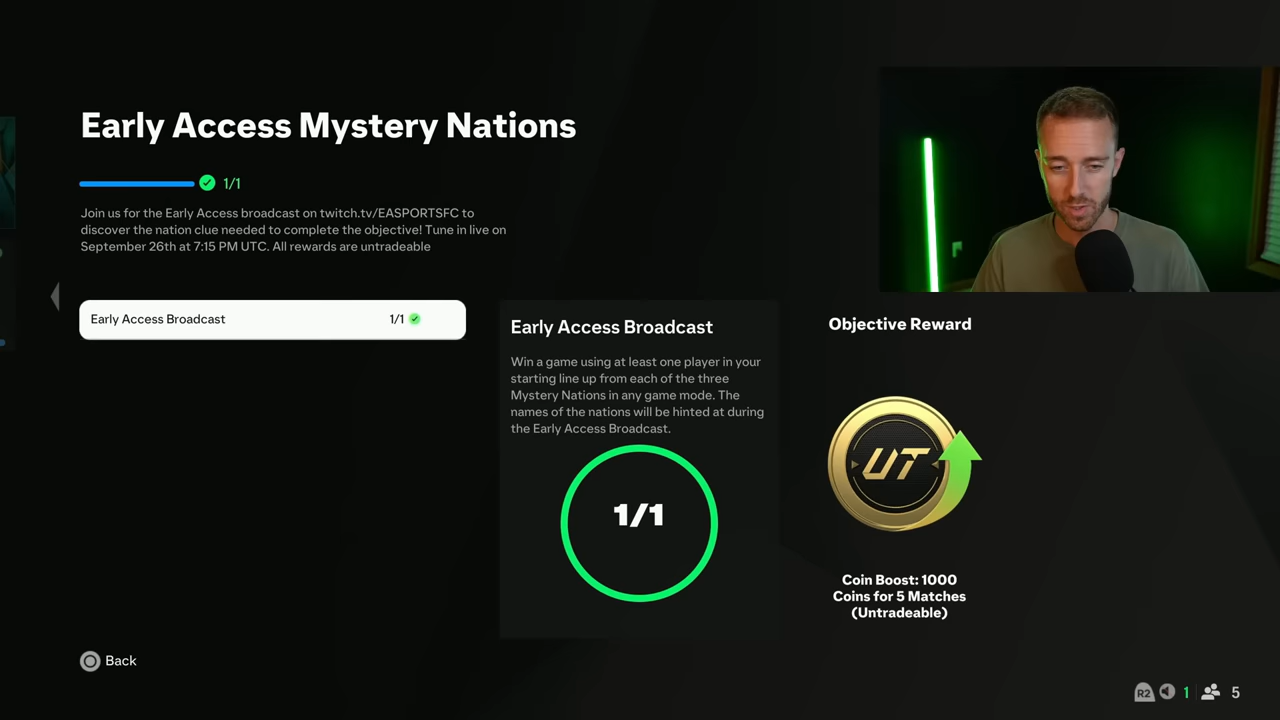 Early Access Mystery Nations
1/1
Join us for the Early Access broadcast on twitch.tv/EASPORTSFC to
discover the nation clue needed to complete the objective! Tune in live on
September 26th at 7:15 PM UTC. All rewards are untradeable
Early Access Broadcast 1/1
Early Access Broadcast
Win a game using at least one player in your
starting line up from each of the three
Mystery Nations in any game mode. The
names of the nations will be hinted at during
the Early Access Broadcast.
1/1
Objective Reward
UT
Coin Boost: 1000
Coins for 5 Matches
(Untradeable)
Back
R2 1 5